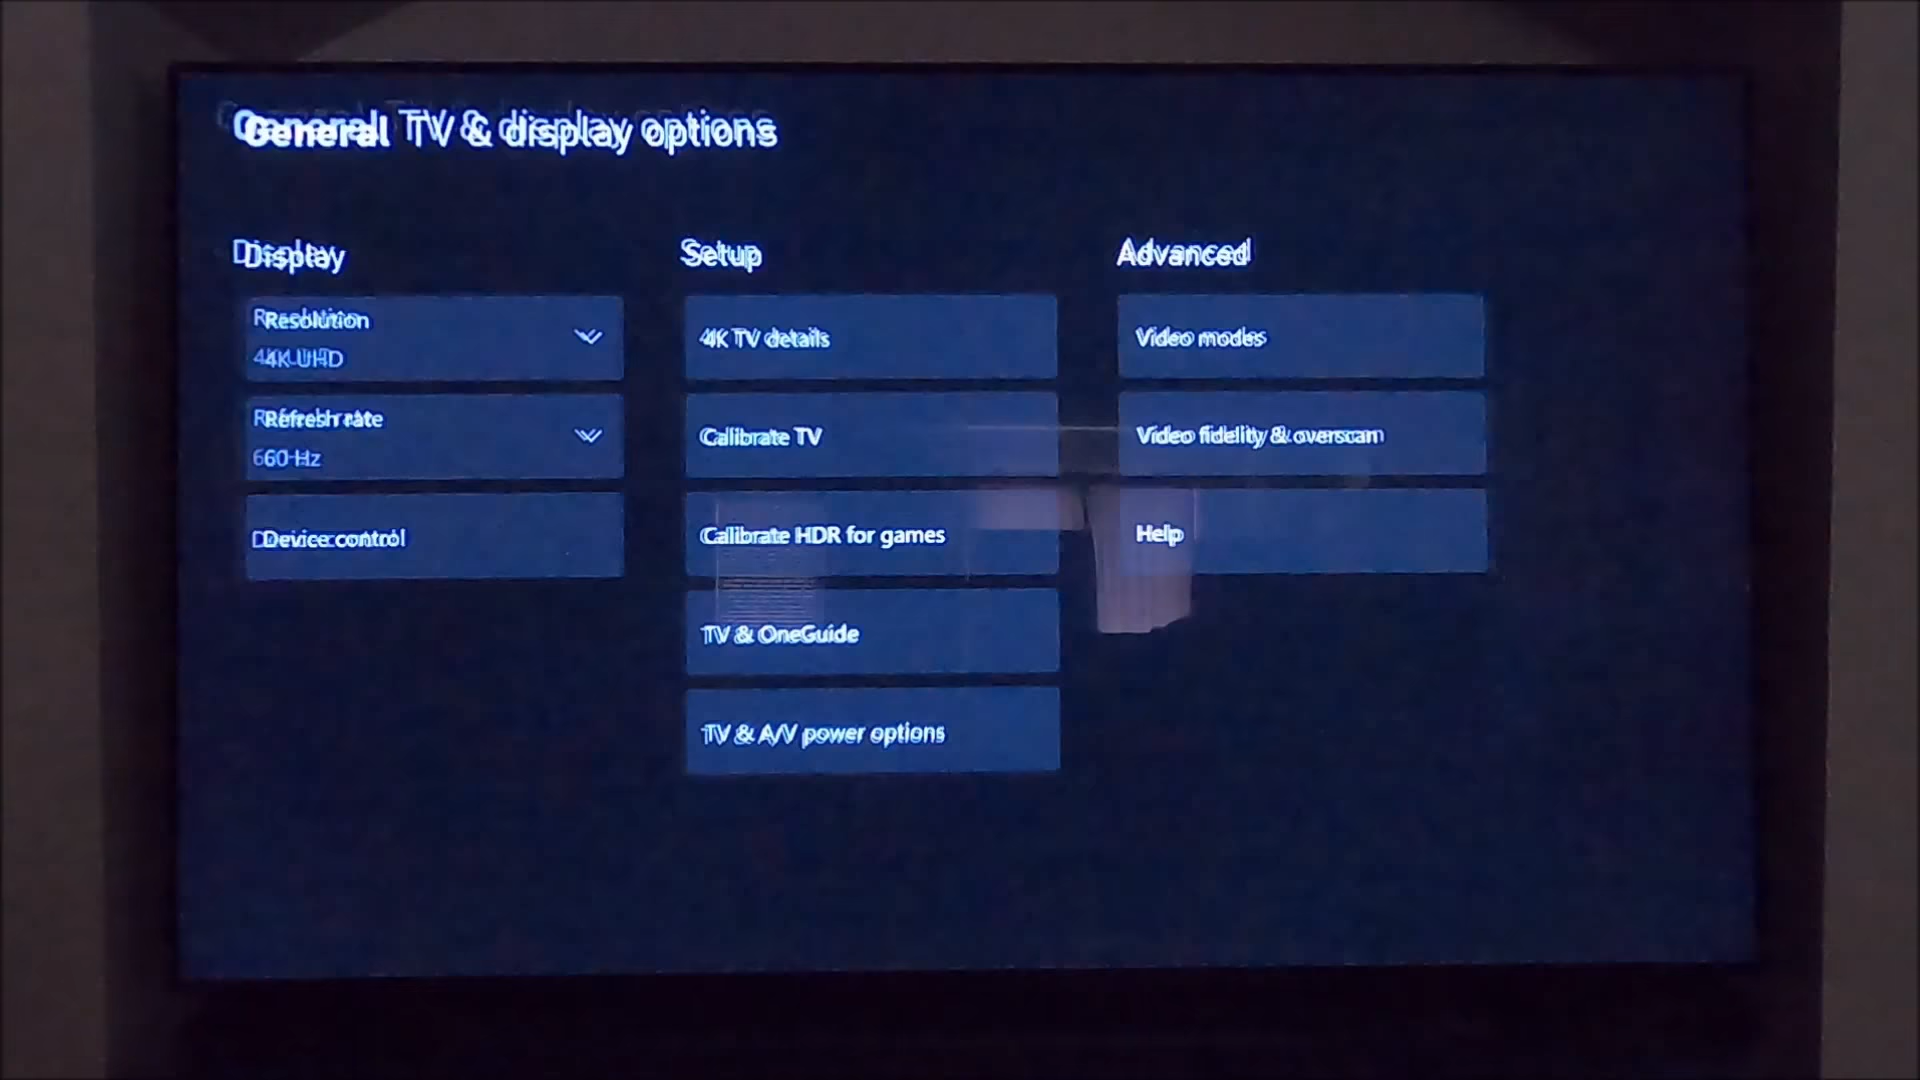 General TV & display options
Display
Resolution
4K UHD
Refresh rate
60 Hz
Device control
Setup
4K TV details
Calibrate TV
Calibrate HDR for games
TV & OneGuide
TV & A/V power options
Advanced
Video modes
Video fidelity & overscan
Help